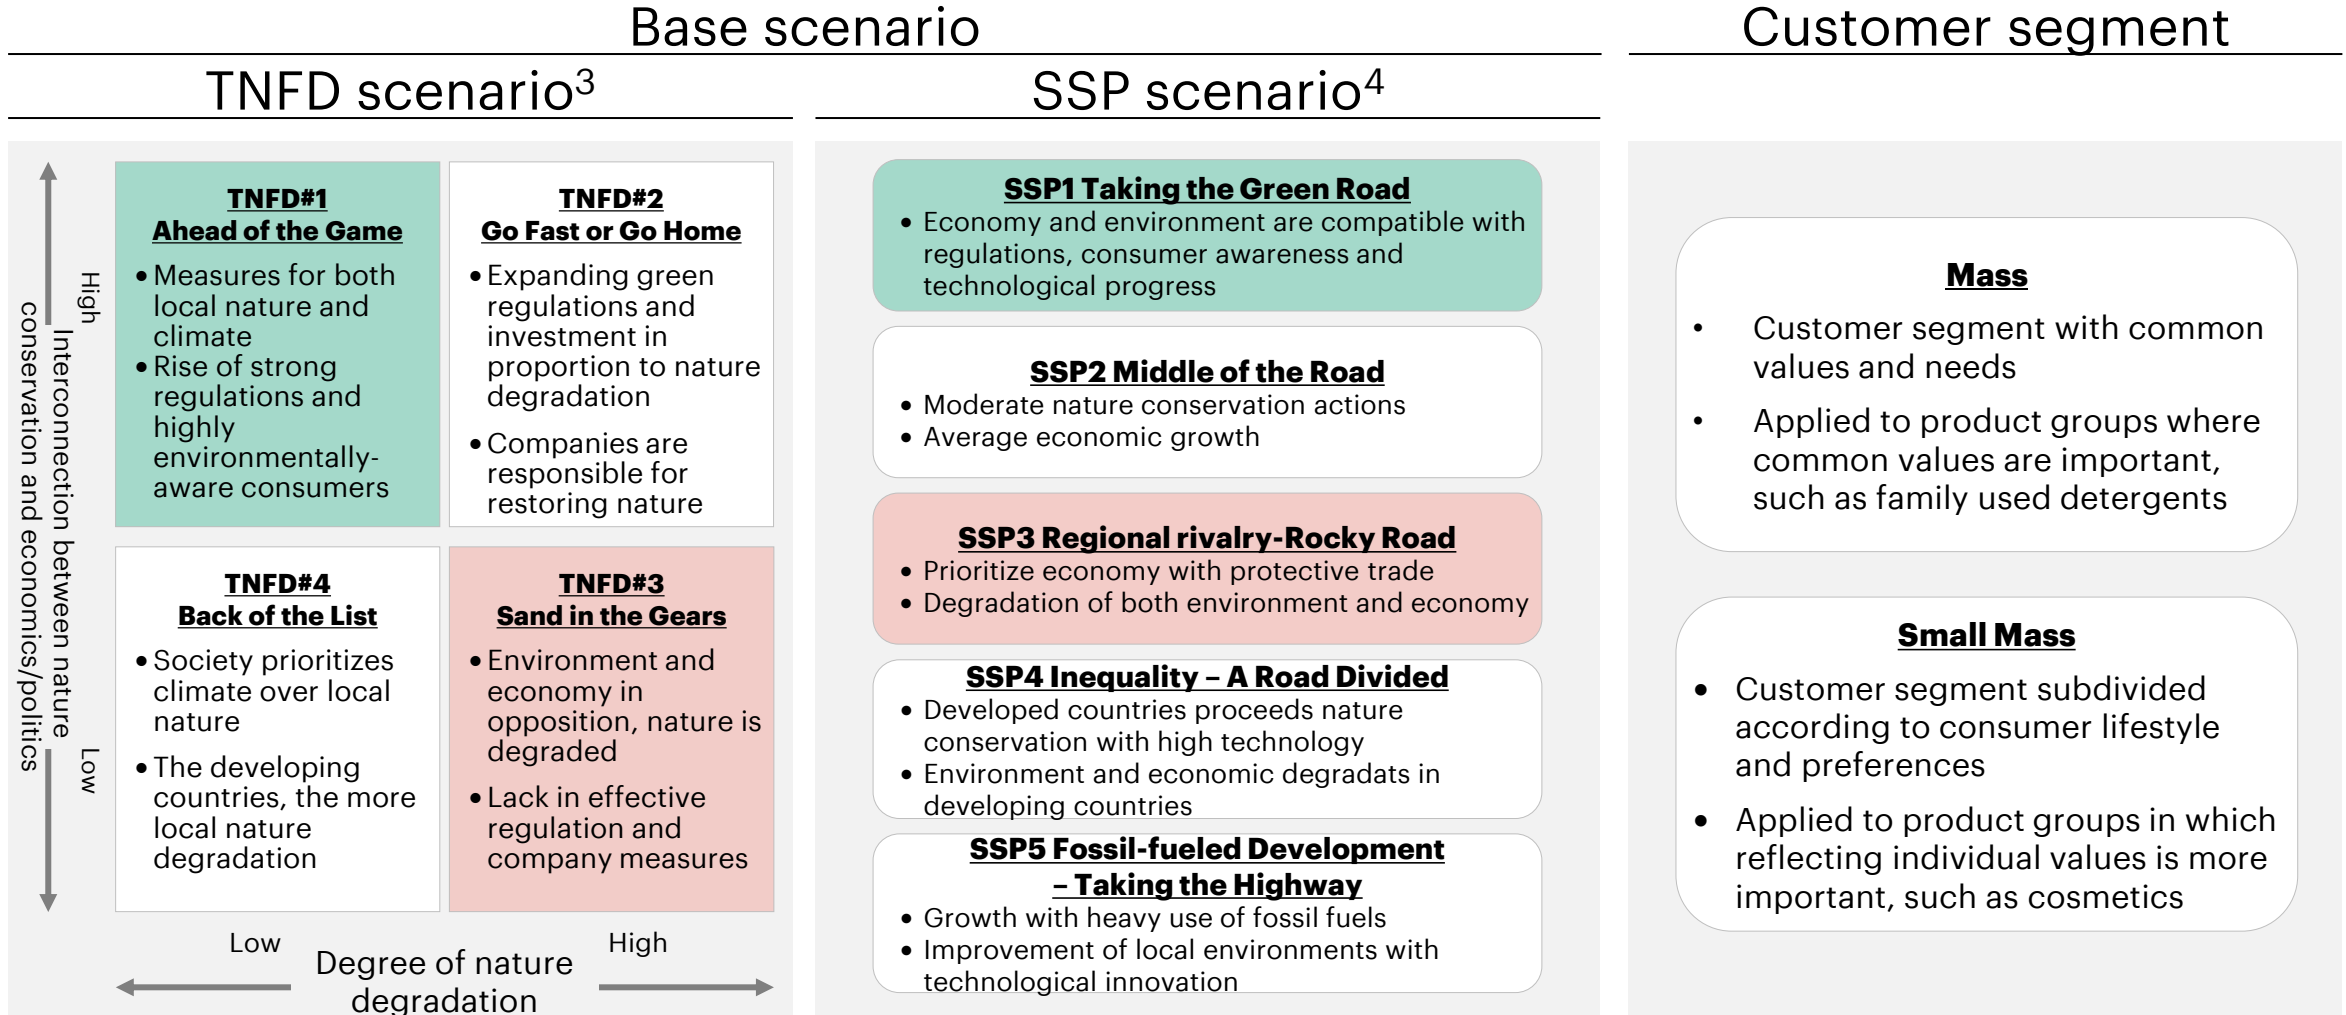 Base scenario
Customer segment
TNFD scenario3
SSP scenario4
High
Interconnection between nature
conservation and economics/politics
Low
TNFD#1
Ahead of the Game
• Measures for both
local nature and
climate
• Rise of strong
regulations and
highly
environmentally-
aware consumers
TNFD#2
Go Fast or Go Home
• Expanding green
regulations and
investment in
proportion to nature
degradation
• Companies are
responsible for
restoring nature
TNFD#4
Back of the List
• Society prioritizes
climate over local
nature
• The developing
countries, the more
local nature
degradation
TNFD#3
Sand in the Gears
• Environment and
economy in
opposition, nature is
degraded
• Lack in effective
regulation and
company measures
Low
High
Degree of nature
degradation
SSP1 Taking the Green Road
• Economy and environment are compatible with
regulations, consumer awareness and
technological progress
SSP2 Middle of the Road
• Moderate nature conservation actions
• Average economic growth
SSP3 Regional rivalry-Rocky Road
• Prioritize economy with protective trade
• Degradation of both environment and economy
SSP4 Inequality – A Road Divided
• Developed countries proceeds nature
conservation with high technology
• Environment and economic degradats in
developing countries
SSP5 Fossil-fueled Development
– Taking the Highway
• Growth with heavy use of fossil fuels
• Improvement of local environments with
technological innovation
Mass
• Customer segment with common
values and needs
• Applied to product groups where
common values are important,
such as family used detergents
Small Mass
• Customer segment subdivided
according to consumer lifestyle
and preferences
• Applied to product groups in which
reflecting individual values is more
important, such as cosmetics